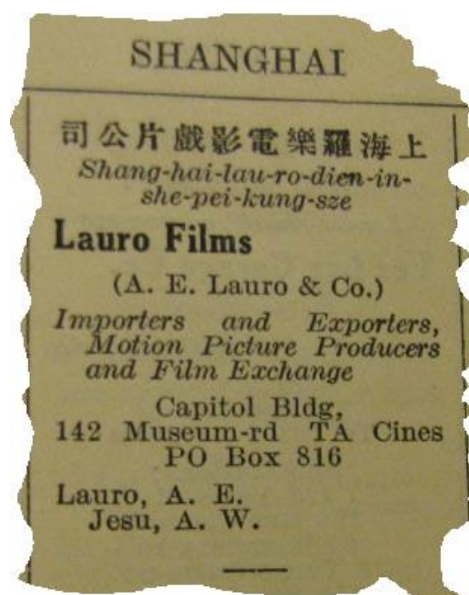 SHANGHAI
上海羅樂電影戲片公司
Shang-hai-lau-ro-dien-in-
she-pei-kung-sze
Lauro Films
(A. E. Lauro & Co.)
Importers and Exporters,
Motion Picture Producers
and Film Exchange
Capitol Bldg,
142 Museum-rd TA Cines
PO Box 816
Lauro, A. E.
Jesu, A. W.